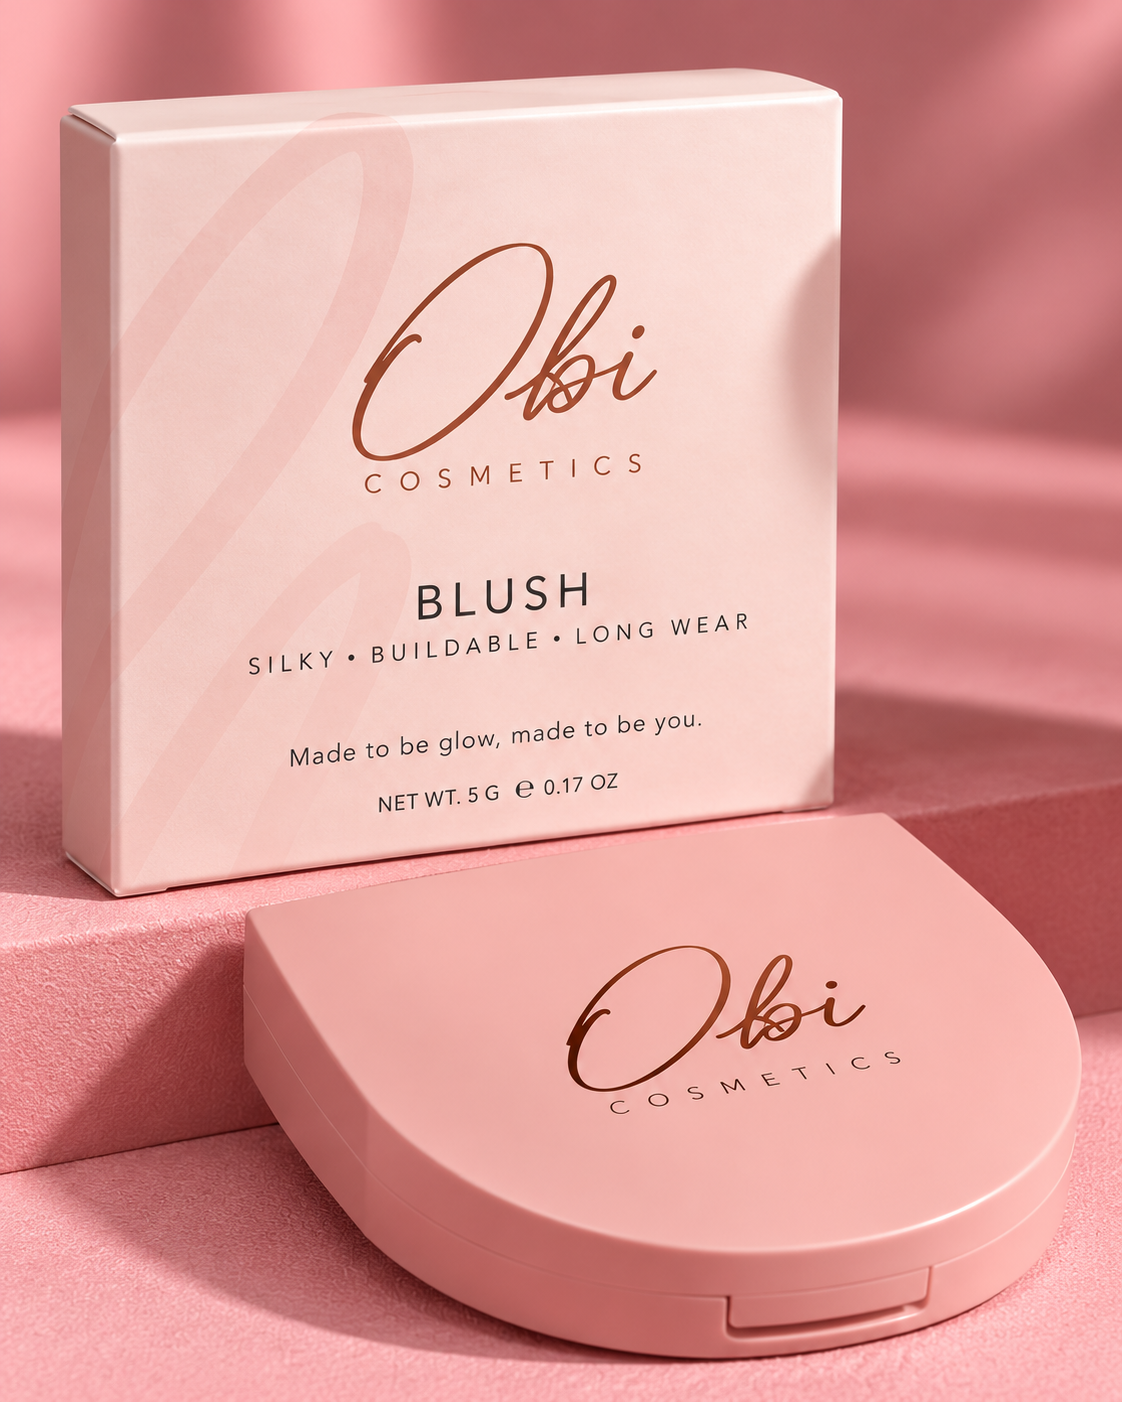 Obi
COSMETICS
BLUSH
SILKY • BUILDABLE • LONG WEAR
Made to be glow, made to be you.
NET WT. 5 G ℮ 0.17 OZ
Obi
COSMETICS